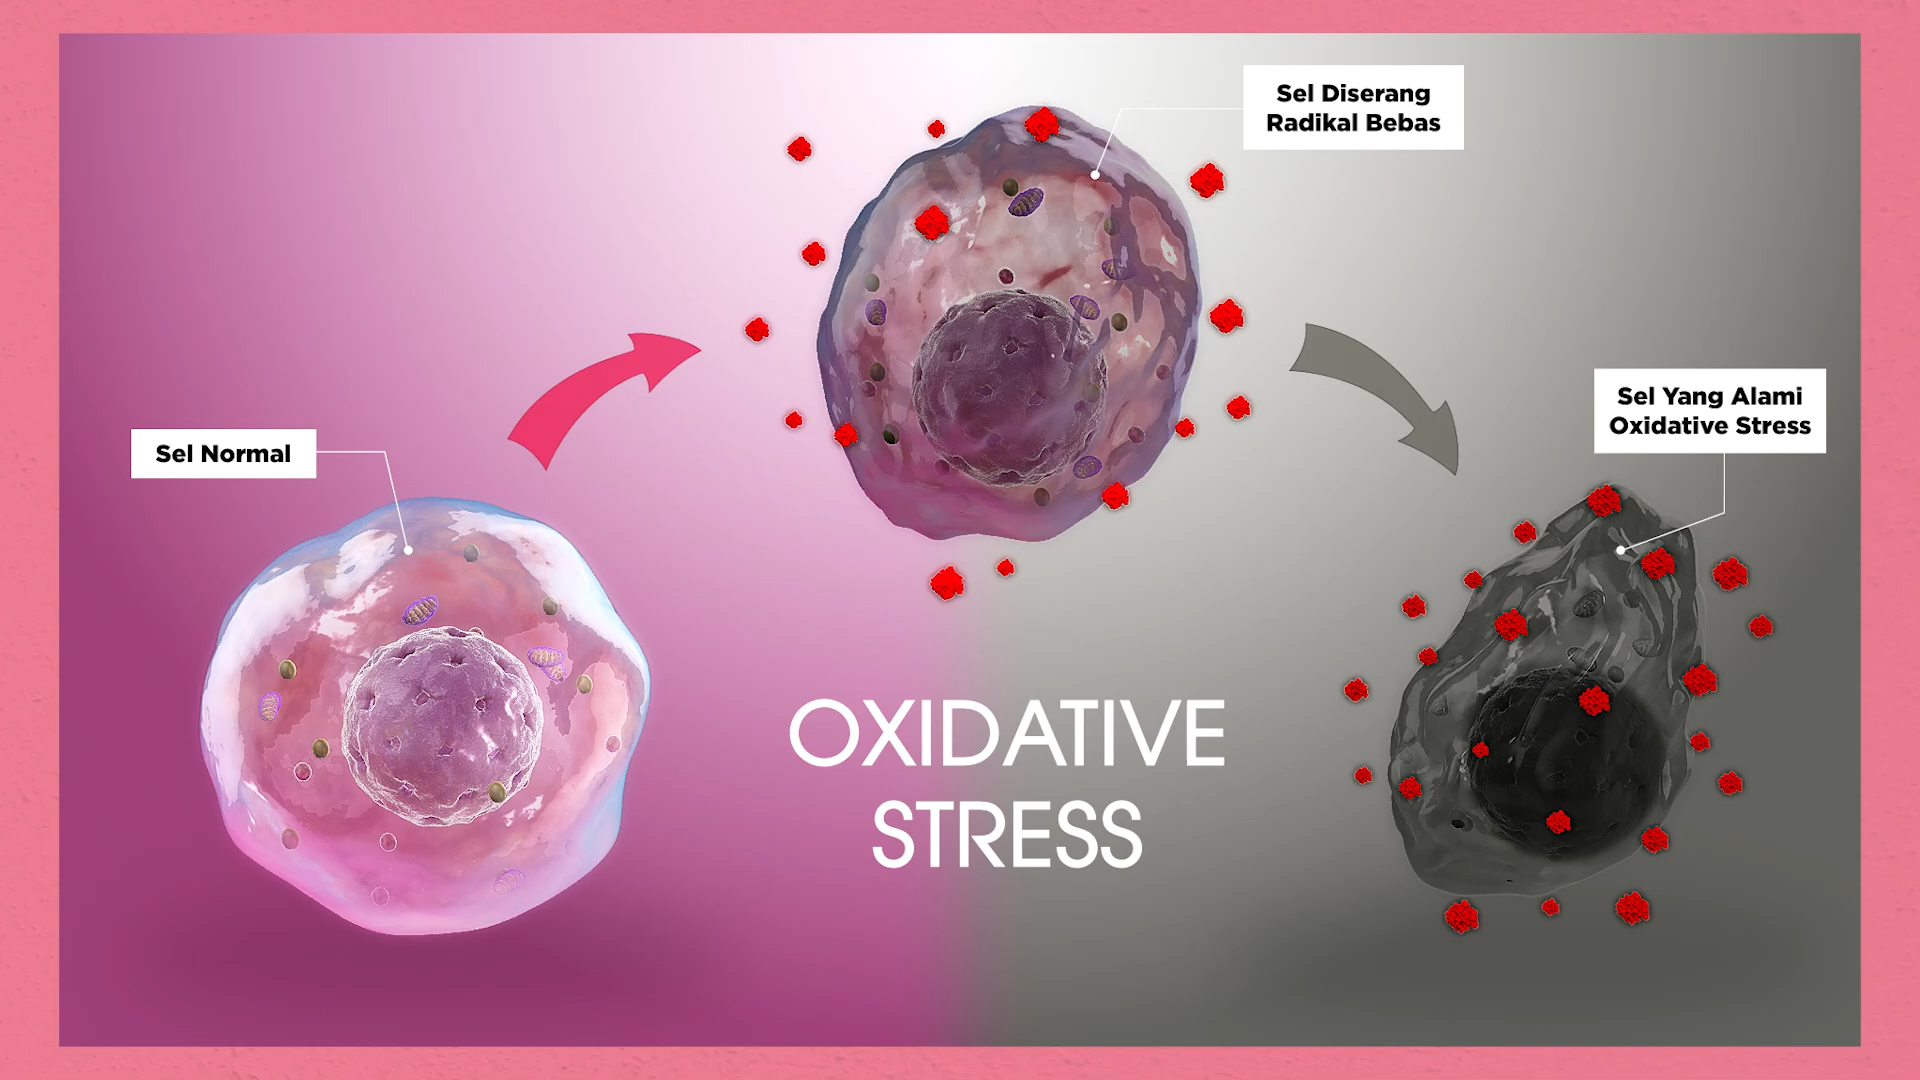 Sel Diserang
Radikal Bebas
Sel Yang Alami
Oxidative Stress
Sel Normal
OXIDATIVE
STRESS